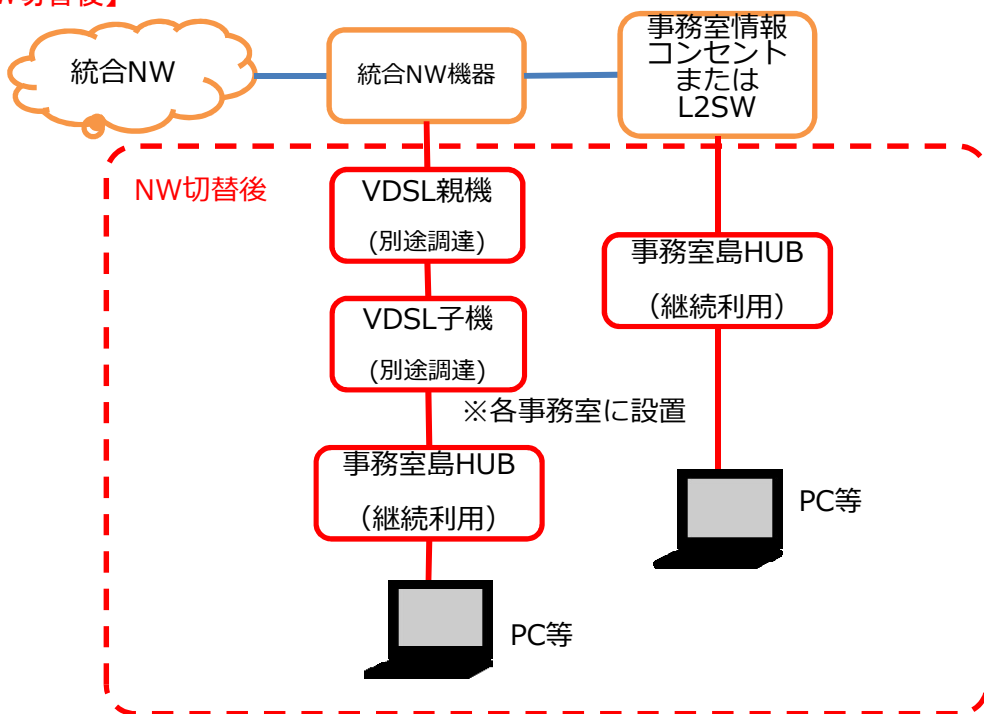 W切替後】
統合NW
統合NW機器
事務室情報
コンセント
または
L2SW
NW切替後
VDSL親機
(別途調達)
事務室島HUB
（継続利用）
VDSL子機
(別途調達)
※各事務室に設置
事務室島HUB
（継続利用）
PC等
PC等